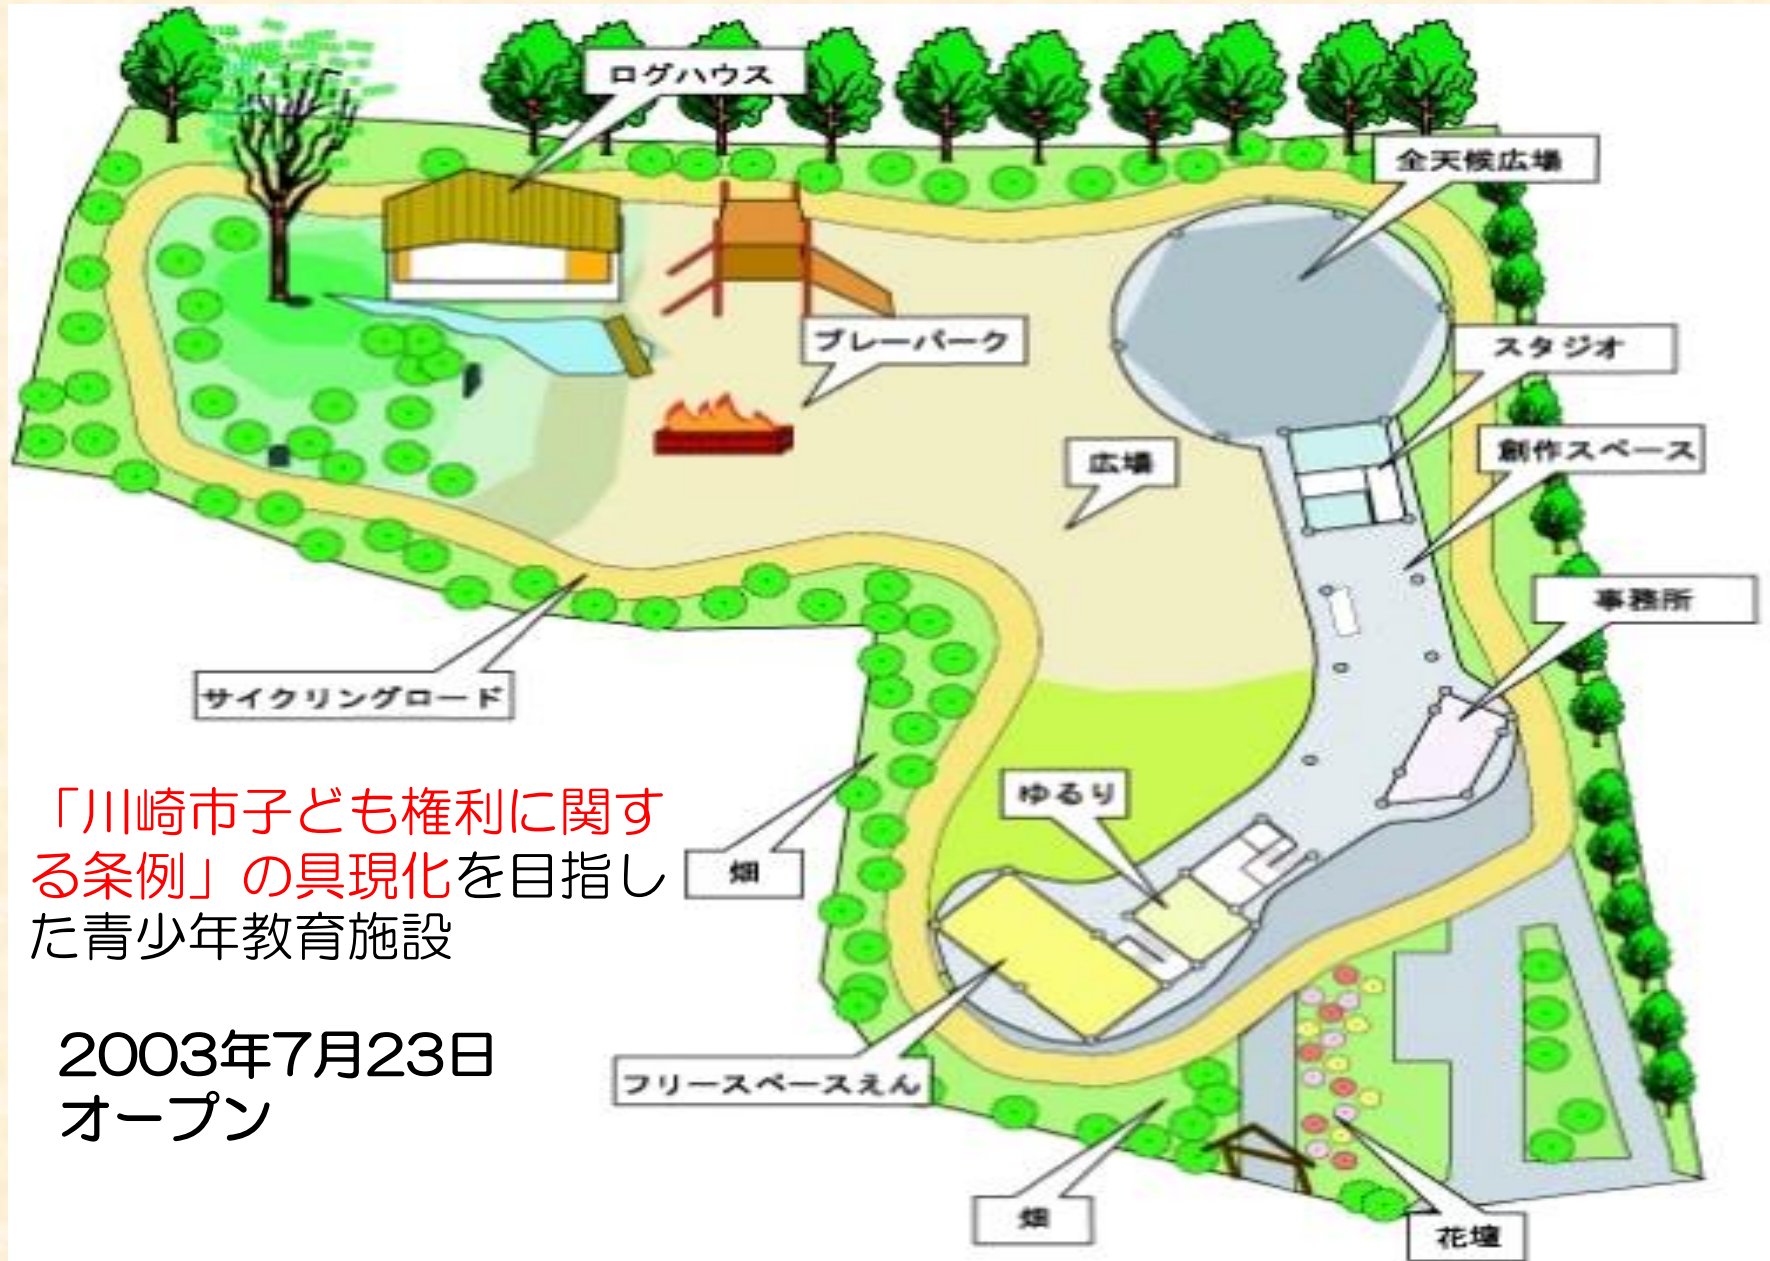 ログハウス
全天候広場
プレーパーク
スタジオ
広場
創作スペース
事務所
サイクリングロード
ゆるり
「川崎市子ども権利に関す
る条例」の具現化を目指し
た青少年教育施設
畑
2003年7月23日
オープン
フリースペースえん
畑
花壇